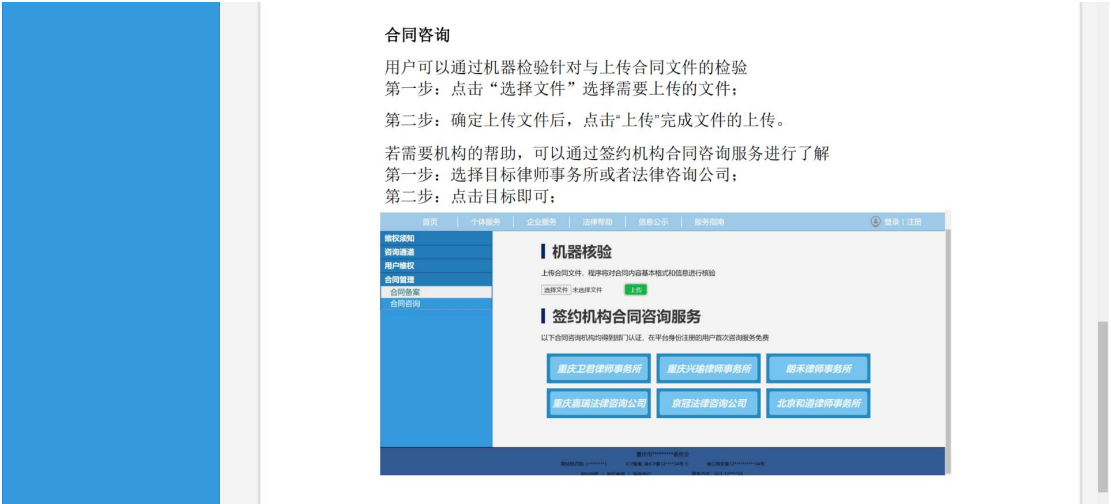 合同咨询
用户可以通过机器检验针对与上传合同文件的检验
第一步：点击“选择文件”选择需要上传的文件；
第二步：确定上传文件后，点击“上传”完成文件的上传。
若需要机构的帮助，可以通过签约机构合同咨询服务进行了解
第一步：选择目标律师事务所或者法律咨询公司；
第二步：点击目标即可；
首页 个体服务 企业服务 法律帮助 信息公示 服务指南 登录 | 注册
维权须知
咨询通道
用户维权
合同管理
合同备案
合同咨询
机器核验
上传合同文件，程序将对合同内容基本格式和信息进行核验
选择文件 未选择文件 上传
签约机构合同咨询服务
以下合同咨询机构均得到部门认证，在平台身份注册的用户首次咨询服务免费
重庆卫君律师事务所 重庆兴渝律师事务所 朗禾律师事务所
重庆嘉瑞法律咨询公司 京冠法律咨询公司 北京和道律师事务所